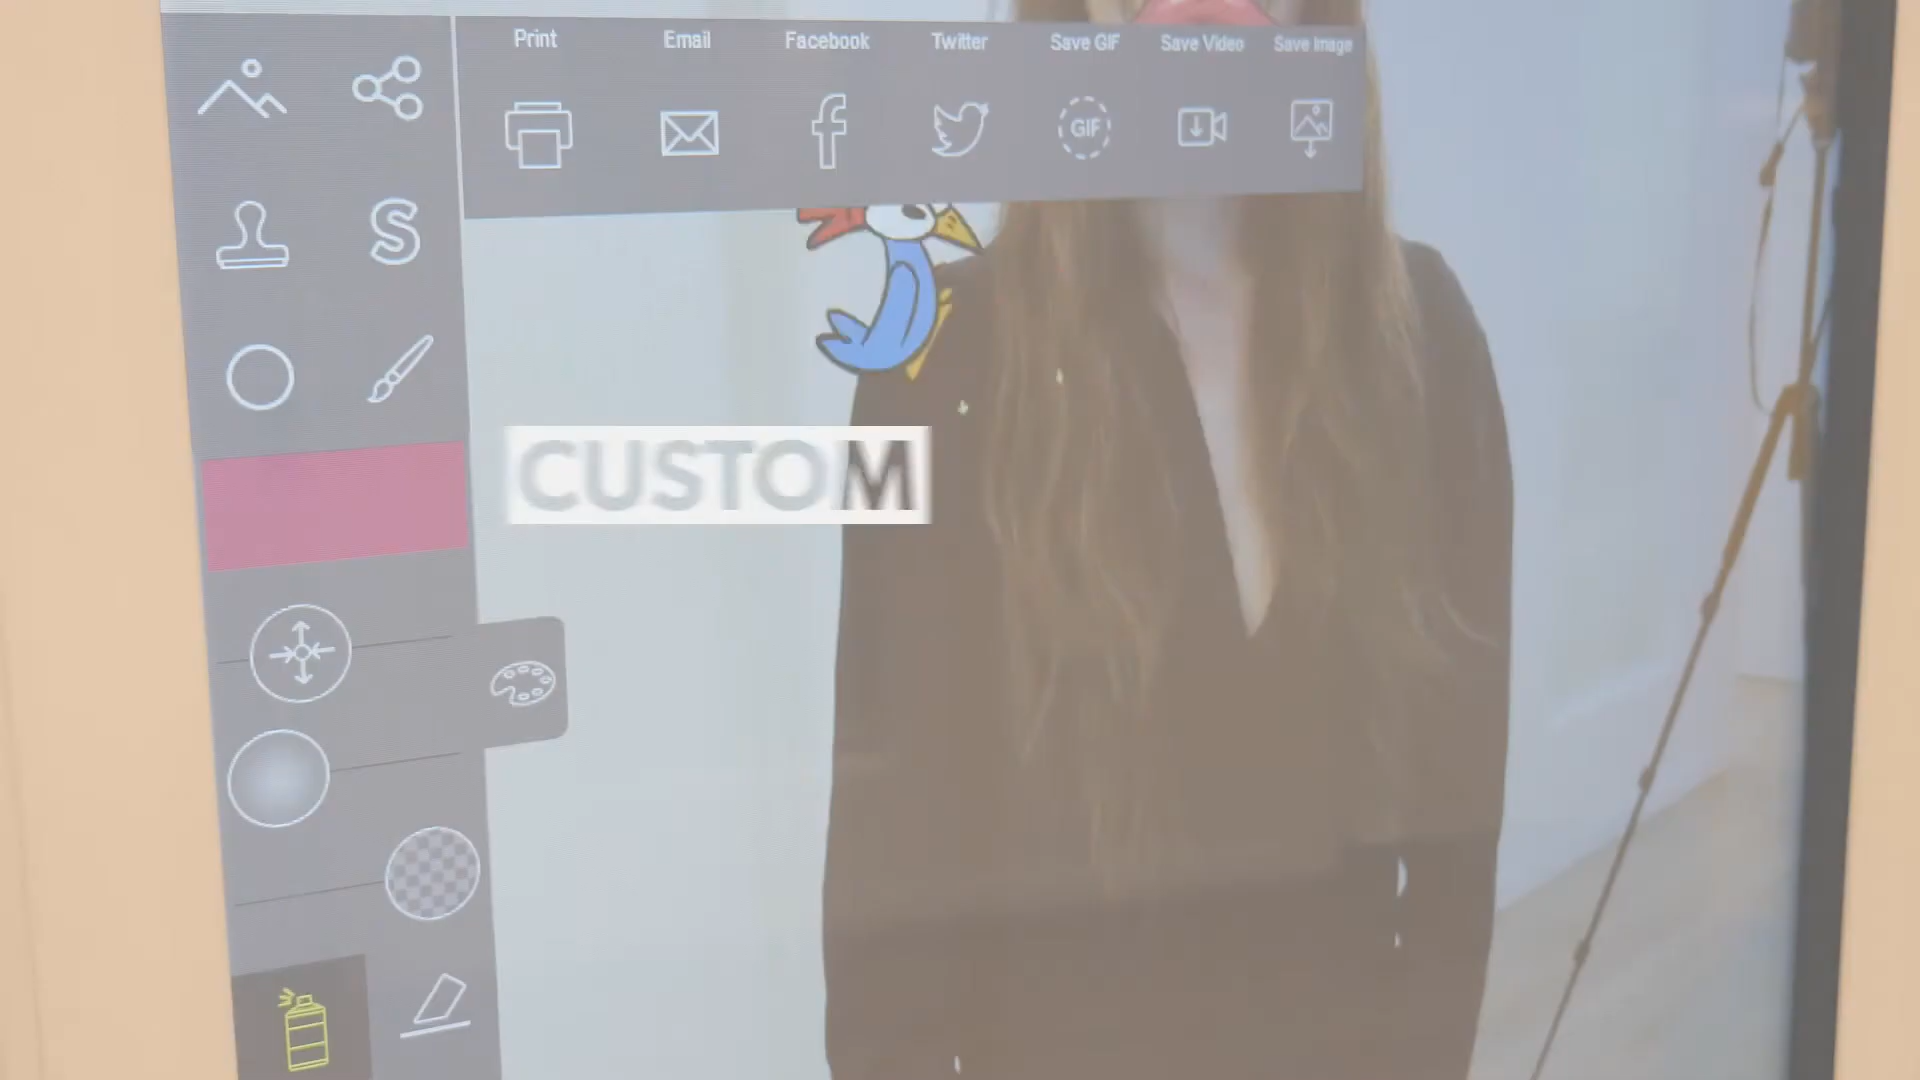 Print Email Facebook Twitter Save GIF Save Video Save Image
GIF
S
CUSTOM